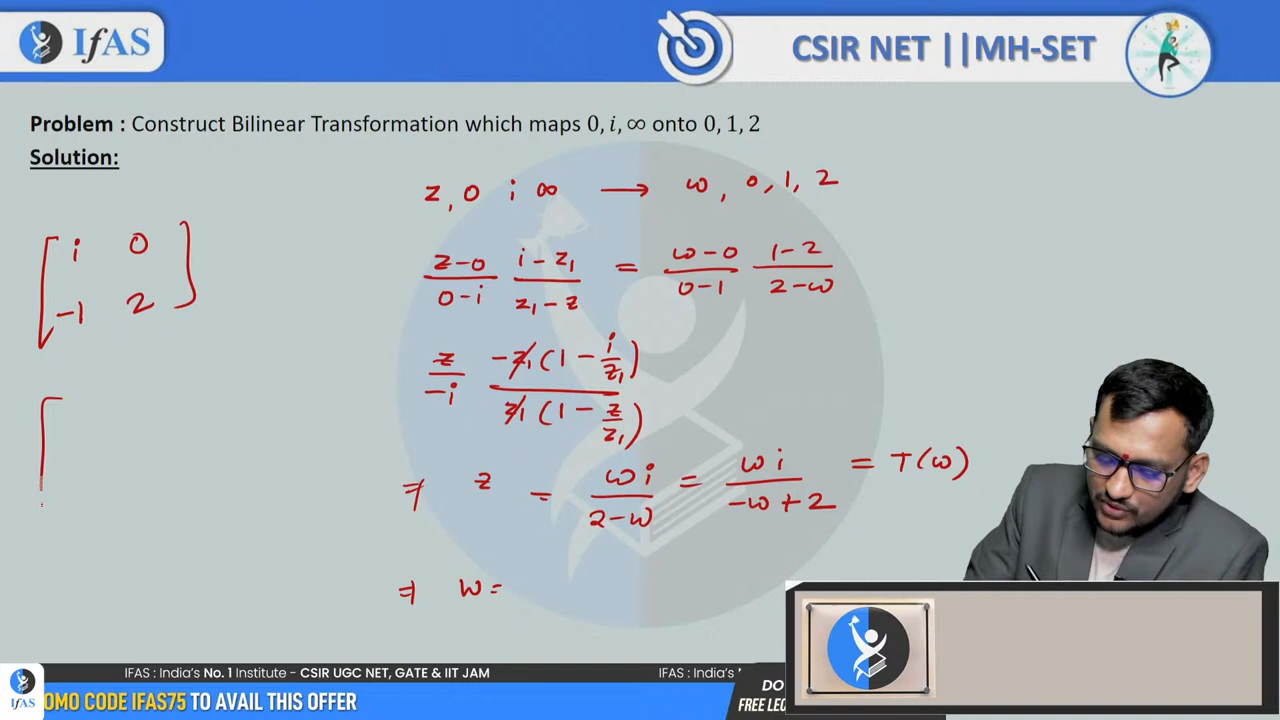 IfAS
CSIR NET ||MH-SET
Problem : Construct Bilinear Transformation which maps 0, i, ∞ onto 0, 1, 2
Solution:
z, 0 i ∞ → w, 0, 1, 2
[ i 0
-1 2 ]
z-0/0-i i-z₁/z₁-z = w-0/0-1 1-2/2-w
z/-i -z₁(1-i/z₁)/z₁(1-z/z₁)
⇒ z = wi/2-w = wi/-w+2 = T(w)
⇒ w=
IFAS : India's No. 1 Institute - CSIR UGC NET, GATE & IIT JAM
IFAS : India's
IFAS
OMO CODE IFAS75 TO AVAIL THIS OFFER
DO
FREE LEC